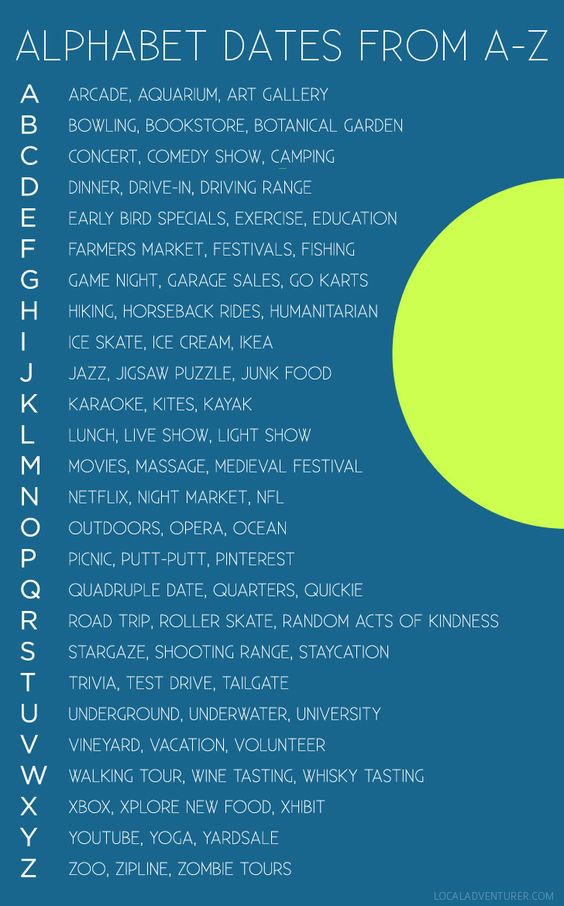 ALPHABET DATES FROM A-Z
A ARCADE, AQUARIUM, ART GALLERY
B BOWLING, BOOKSTORE, BOTANICAL GARDEN
C CONCERT, COMEDY SHOW, CAMPING
D DINNER, DRIVE-IN, DRIVING RANGE
E EARLY BIRD SPECIALS, EXERCISE, EDUCATION
F FARMERS MARKET, FESTIVALS, FISHING
G GAME NIGHT, GARAGE SALES, GO KARTS
H HIKING, HORSEBACK RIDES, HUMANITARIAN
I ICE SKATE, ICE CREAM, IKEA
J JAZZ, JIGSAW PUZZLE, JUNK FOOD
K KARAOKE, KITES, KAYAK
L LUNCH, LIVE SHOW, LIGHT SHOW
M MOVIES, MASSAGE, MEDIEVAL FESTIVAL
N NETFLIX, NIGHT MARKET, NFL
O OUTDOORS, OPERA, OCEAN
P PICNIC, PUTT-PUTT, PINTEREST
Q QUADRUPLE DATE, QUARTERS, QUICKIE
R ROAD TRIP, ROLLER SKATE, RANDOM ACTS OF KINDNESS
S STARGAZE, SHOOTING RANGE, STAYCATION
T TRIVIA, TEST DRIVE, TAILGATE
U UNDERGROUND, UNDERWATER, UNIVERSITY
V VINEYARD, VACATION, VOLUNTEER
W WALKING TOUR, WINE TASTING, WHISKY TASTING
X XBOX, XPLORE NEW FOOD, XHIBIT
Y YOUTUBE, YOGA, YARDSALE
Z ZOO, ZIPLINE, ZOMBIE TOURS
LOCALADVENTURER.COM